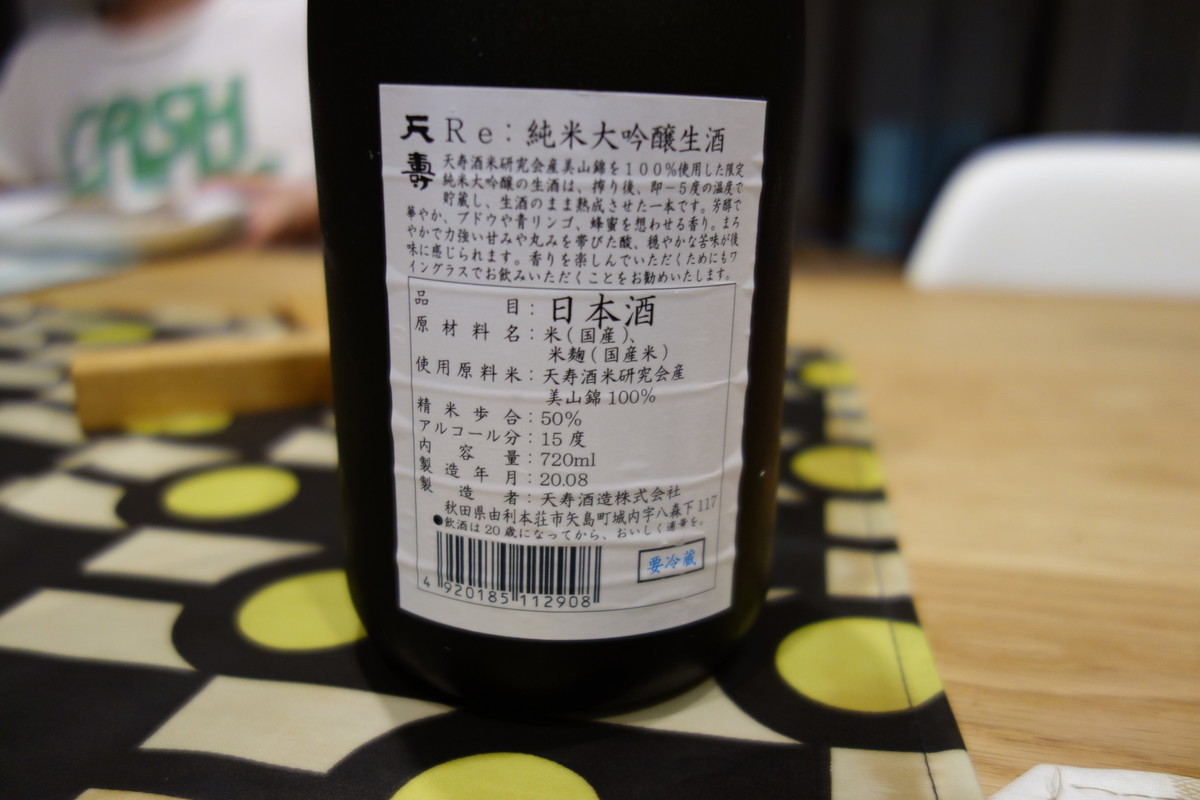 CRSH
天寿
Re：純米大吟醸生酒
天寿酒米研究会産美山錦を１００％使用した限定
純米大吟醸の生酒は、搾り後、即－５度の温度で
貯蔵し、生酒のまま熟成させた一本です。芳醇で
華やか、ブドウや青リンゴ、蜂蜜を想わせる香り。まろ
やかで力強い甘みや丸みを帯びた酸、穏やかな苦味が後
味に感じられます。香りを楽しんでいただくためにもワ
イングラスでお飲みいただくことをお勧めいたします。
品目：日本酒
原材料名：米（国産）、
米麹（国産米）
使用原料米：天寿酒米研究会産
美山錦100%
精米歩合：50%
アルコール分：15度
内容量：720ml
製造年月：20.08
製造者：天寿酒造株式会社
秋田県由利本荘市矢島町城内字八森下117
●飲酒は20歳になってから、おいしく適量を。
要冷蔵
4 920185 112908